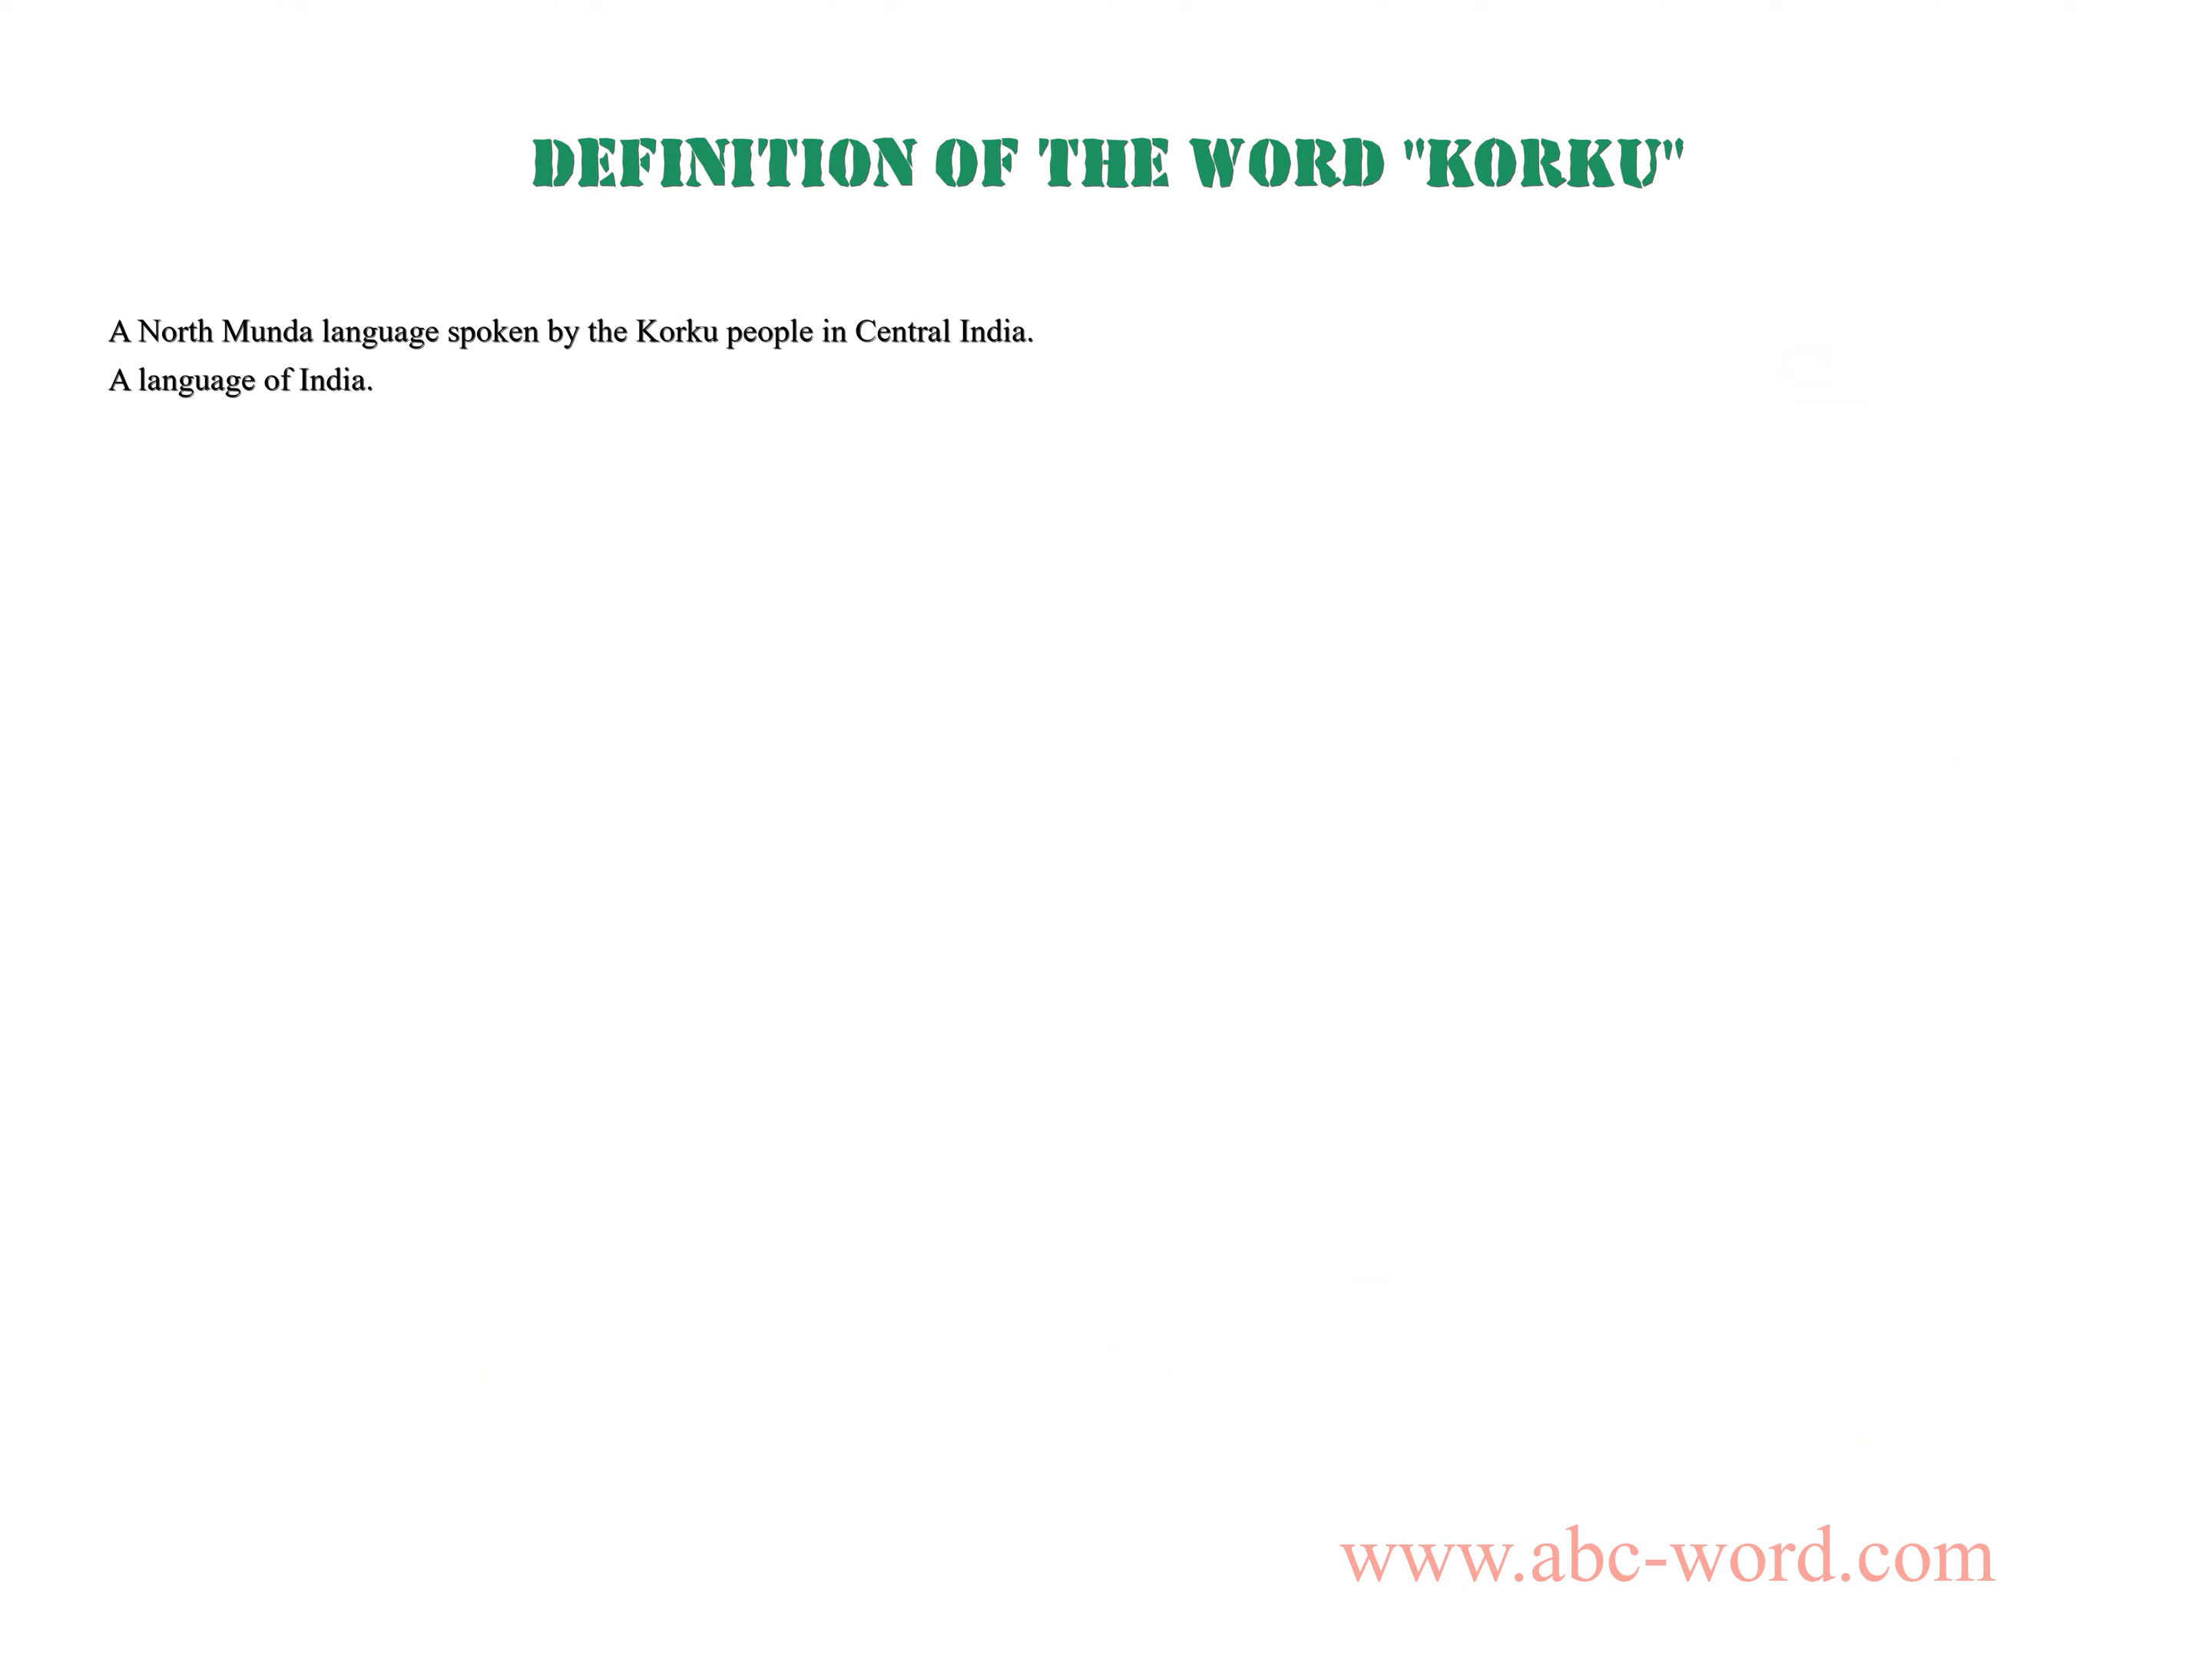 DEFINITION OF THE WORD "KORKU"
A North Munda language spoken by the Korku people in Central India.
A language of India.
www.abc-word.com